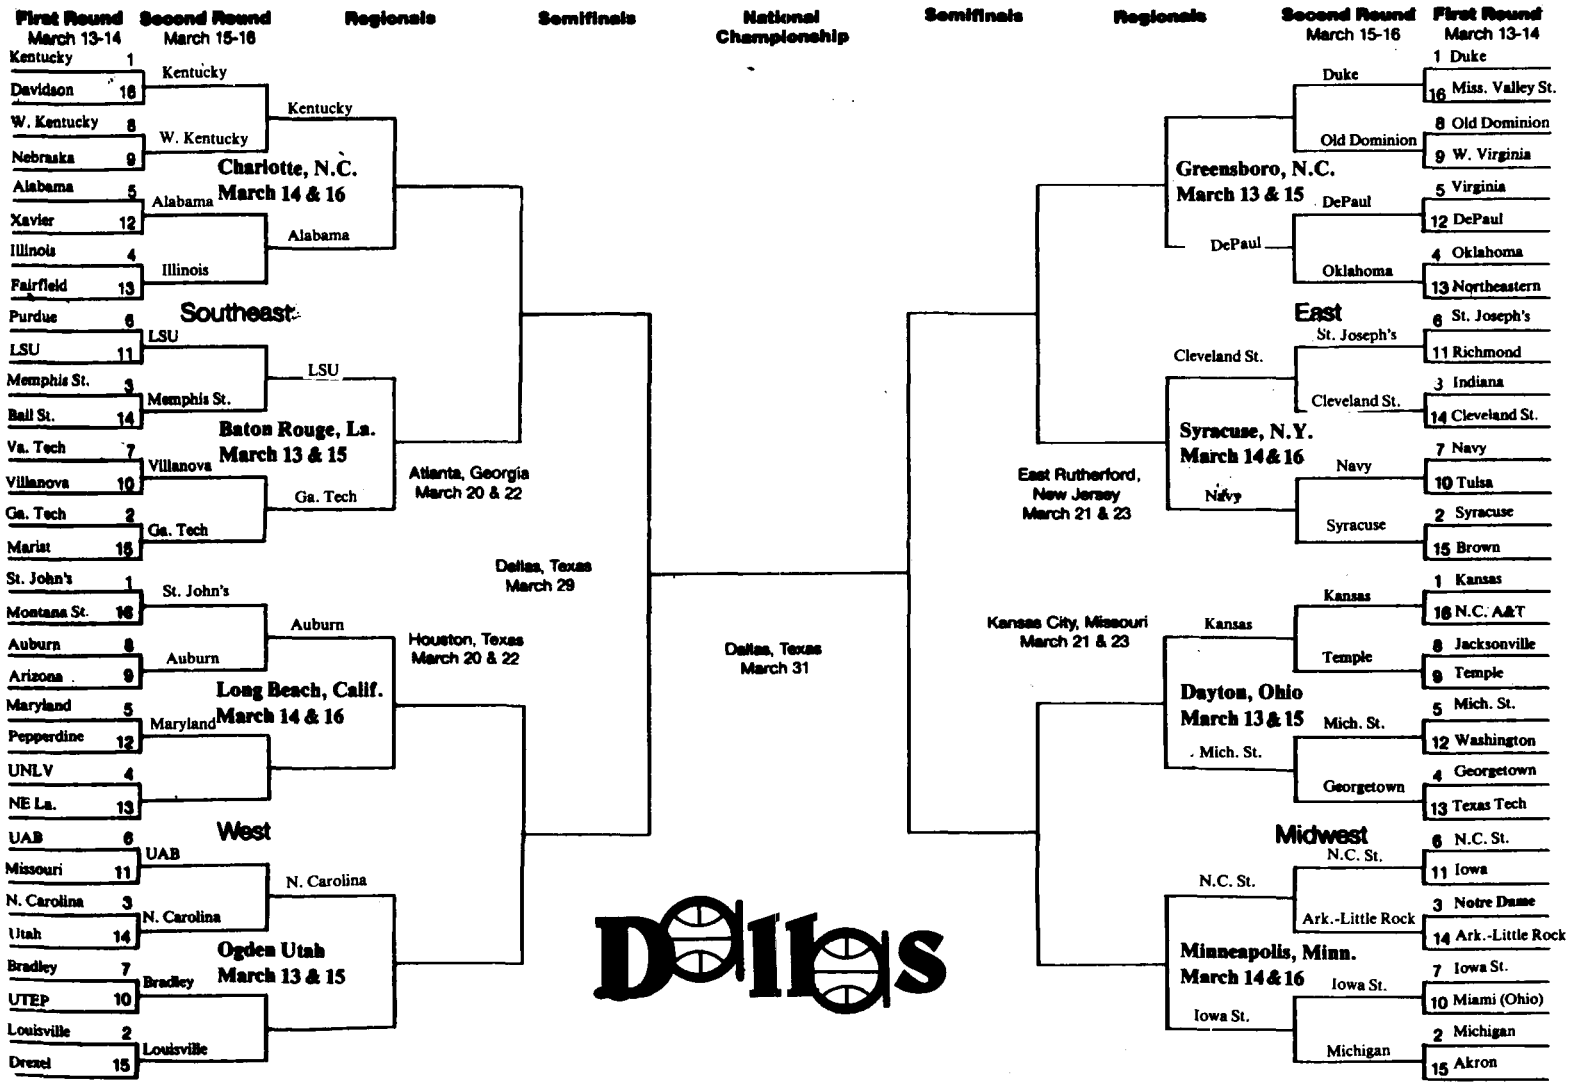 First Round Second Round Regionals Semifinals National Championship Semifinals Regionals Second Round First Round
March 13-14 March 15-16 March 15-16 March 13-14
Kentucky 1
Davidson 16
W. Kentucky 8
Nebraska 9
Alabama 5
Xavier 12
Illinois 4
Fairfield 13
Purdue 6
LSU 11
Memphis St. 3
Ball St. 14
Va. Tech 7
Villanova 10
Ga. Tech 2
Marist 15
St. John's 1
Montana St. 16
Auburn 8
Arizona 9
Maryland 5
Pepperdine 12
UNLV 4
NE La. 13
UAB 6
Missouri 11
N. Carolina 3
Utah 14
Bradley 7
UTEP 10
Louisville 2
Drexel 15
Kentucky
W. Kentucky
Alabama
Illinois
LSU
Memphis St.
Villanova
Ga. Tech
St. John's
Auburn
Maryland
UAB
N. Carolina
Bradley
Louisville
Kentucky
Charlotte, N.C.
March 14 & 16
Alabama
Southeast
LSU
Baton Rouge, La.
March 13 & 15
Ga. Tech
Auburn
Long Beach, Calif.
March 14 & 16
West
N. Carolina
Ogden Utah
March 13 & 15
Atlanta, Georgia
March 20 & 22
Houston, Texas
March 20 & 22
Dallas, Texas
March 29
Dallas, Texas
March 31
Dallas
East Rutherford,
New Jersey
March 21 & 23
Kansas City, Missouri
March 21 & 23
Greensboro, N.C.
March 13 & 15
DePaul
East
Cleveland St.
Syracuse, N.Y.
March 14 & 16
Navy
Kansas
Dayton, Ohio
March 13 & 15
Mich. St.
Midwest
N.C. St.
Minneapolis, Minn.
March 14 & 16
Iowa St.
Duke
Old Dominion
DePaul
Oklahoma
St. Joseph's
Cleveland St.
Navy
Syracuse
Kansas
Temple
Mich. St.
Georgetown
N.C. St.
Ark.-Little Rock
Iowa St.
Michigan
1 Duke
16 Miss. Valley St.
8 Old Dominion
9 W. Virginia
5 Virginia
12 DePaul
4 Oklahoma
13 Northeastern
6 St. Joseph's
11 Richmond
3 Indiana
14 Cleveland St.
7 Navy
10 Tulsa
2 Syracuse
15 Brown
1 Kansas
16 N.C. A&T
8 Jacksonville
9 Temple
5 Mich. St.
12 Washington
4 Georgetown
13 Texas Tech
6 N.C. St.
11 Iowa
3 Notre Dame
14 Ark.-Little Rock
7 Iowa St.
10 Miami (Ohio)
2 Michigan
15 Akron